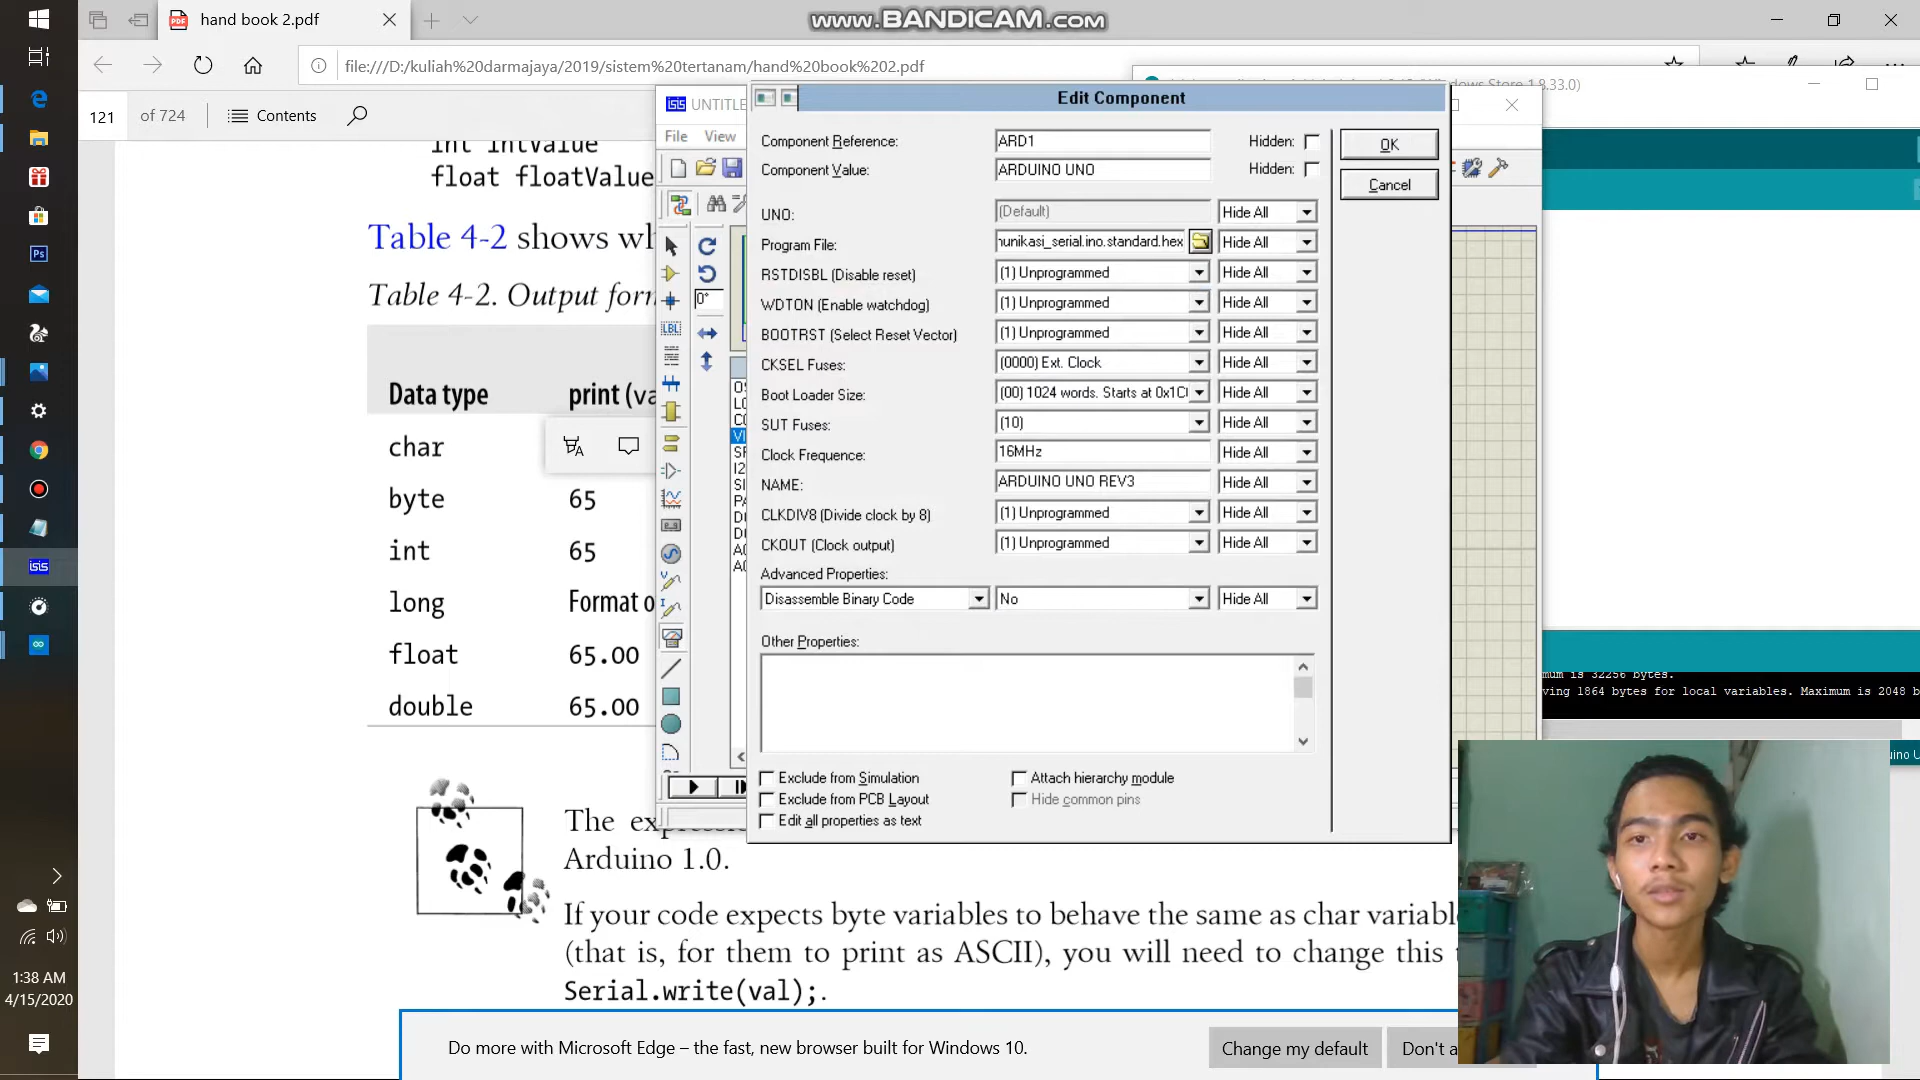 hand book 2.pdf
WWW.BANDICAM.COM
file:///D:/kuliah%20darmajaya/2019/sistem%20tertanam/hand%20book%202.pdf
121 of 724
Contents
int intValue
float floatValue
Table 4-2 shows
Table 4-2. Output
Data type print
char
byte 65
int 65
long Format
float 65.00
double 65.00
The
Arduino 1.0.
If your code expects byte variables to behave the same as char
(that is, for them to print as ASCII), you will need to change this
Serial.write(val);.
Do more with Microsoft Edge – the fast, new browser built for Windows 10.
Change my default
Don't
isis
File View
LBL
0°
Edit Component
Component Reference: ARD1 Hidden:
Component Value: ARDUINO UNO Hidden:
OK
Cancel
UNO: (Default) Hide All
Program File: unikasi_serial.ino.standard.hex Hide All
RSTDISBL (Disable reset) (1) Unprogrammed Hide All
WDTON (Enable watchdog) (1) Unprogrammed Hide All
BOOTRST (Select Reset Vector) (1) Unprogrammed Hide All
CKSEL Fuses: (0000) Ext. Clock Hide All
Boot Loader Size: (00) 1024 words. Starts at Hide All
SUT Fuses: (10) Hide All
Clock Frequency: 16MHz Hide All
NAME: ARDUINO UNO REV3 Hide All
CLKDIV8 (Divide clock by 8) (1) Unprogrammed Hide All
CKOUT (Clock output) (1) Unprogrammed Hide All
Advanced Properties:
Disassemble Binary Code No Hide All
Other Properties:
Exclude from Simulation Attach hierarchy module
Exclude from PCB Layout Hide common pins
Edit all properties as text
is 32256 bytes.
ving 1864 bytes for local variables. Maximum is 2048
isis
1:38 AM
4/15/2020